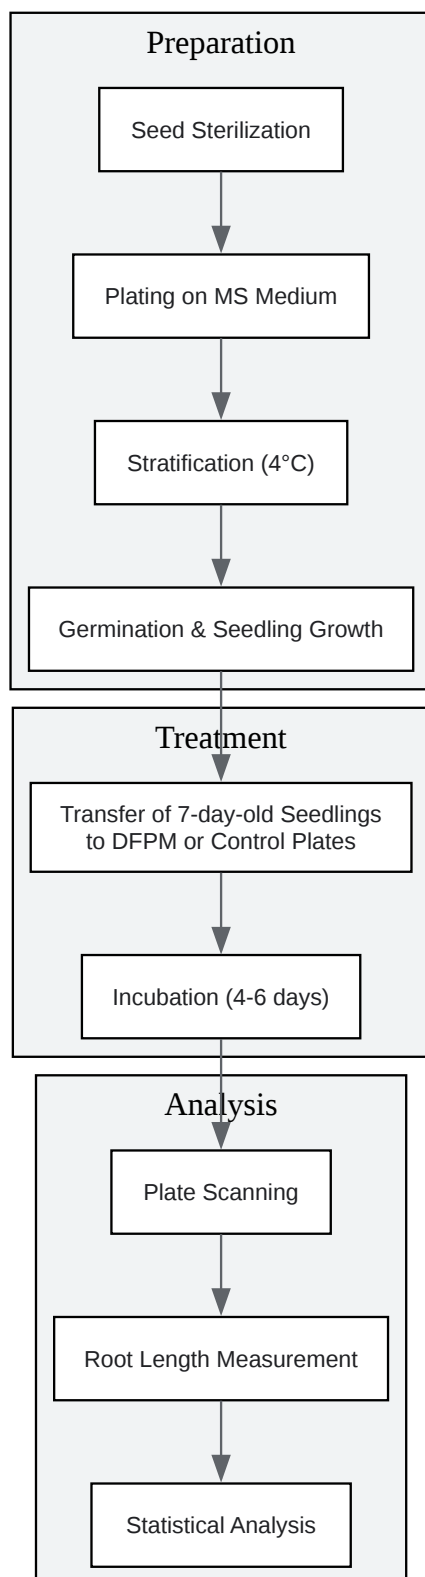 Preparation
Seed Sterilization
Plating on MS Medium
Stratification (4°C)
Germination & Seedling Growth
Treatment
Transfer of 7-day-old Seedlings
to DFPM or Control Plates
Incubation (4-6 days)
Analysis
Plate Scanning
Root Length Measurement
Statistical Analysis